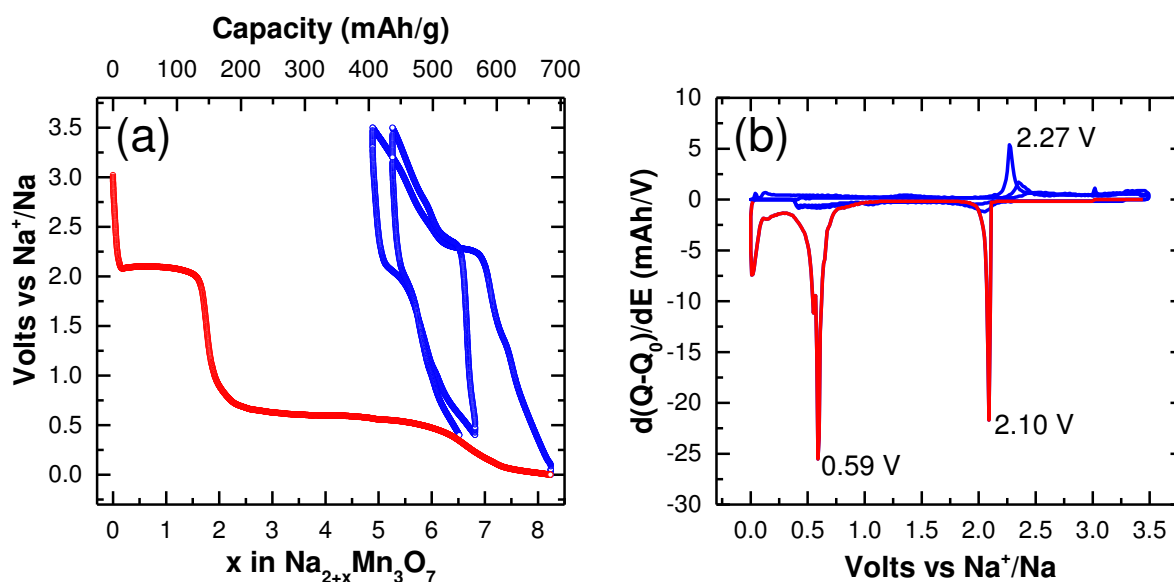 Capacity (mAh/g)
0 100 200 300 400 500 600 700
(a)
3.5
3.0
2.5
2.0
1.5
1.0
0.5
0.0
Volts vs Na⁺/Na
0 1 2 3 4 5 6 7 8
x in Na₂₊ₓMn₃O₇
(b)
10
5
0
-5
-10
-15
-20
-25
-30
d(Q-Q₀)/dE (mAh/V)
2.27 V
2.10 V
0.59 V
0.0 0.5 1.0 1.5 2.0 2.5 3.0 3.5
Volts vs Na⁺/Na